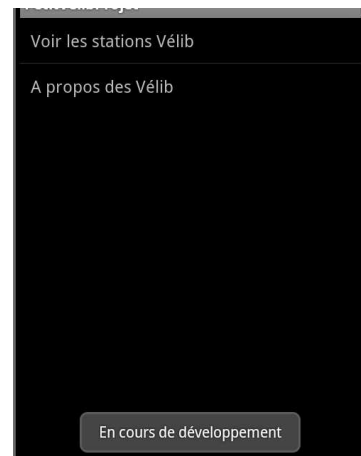 Voir les stations Vélib
A propos des Vélib
En cours de développement